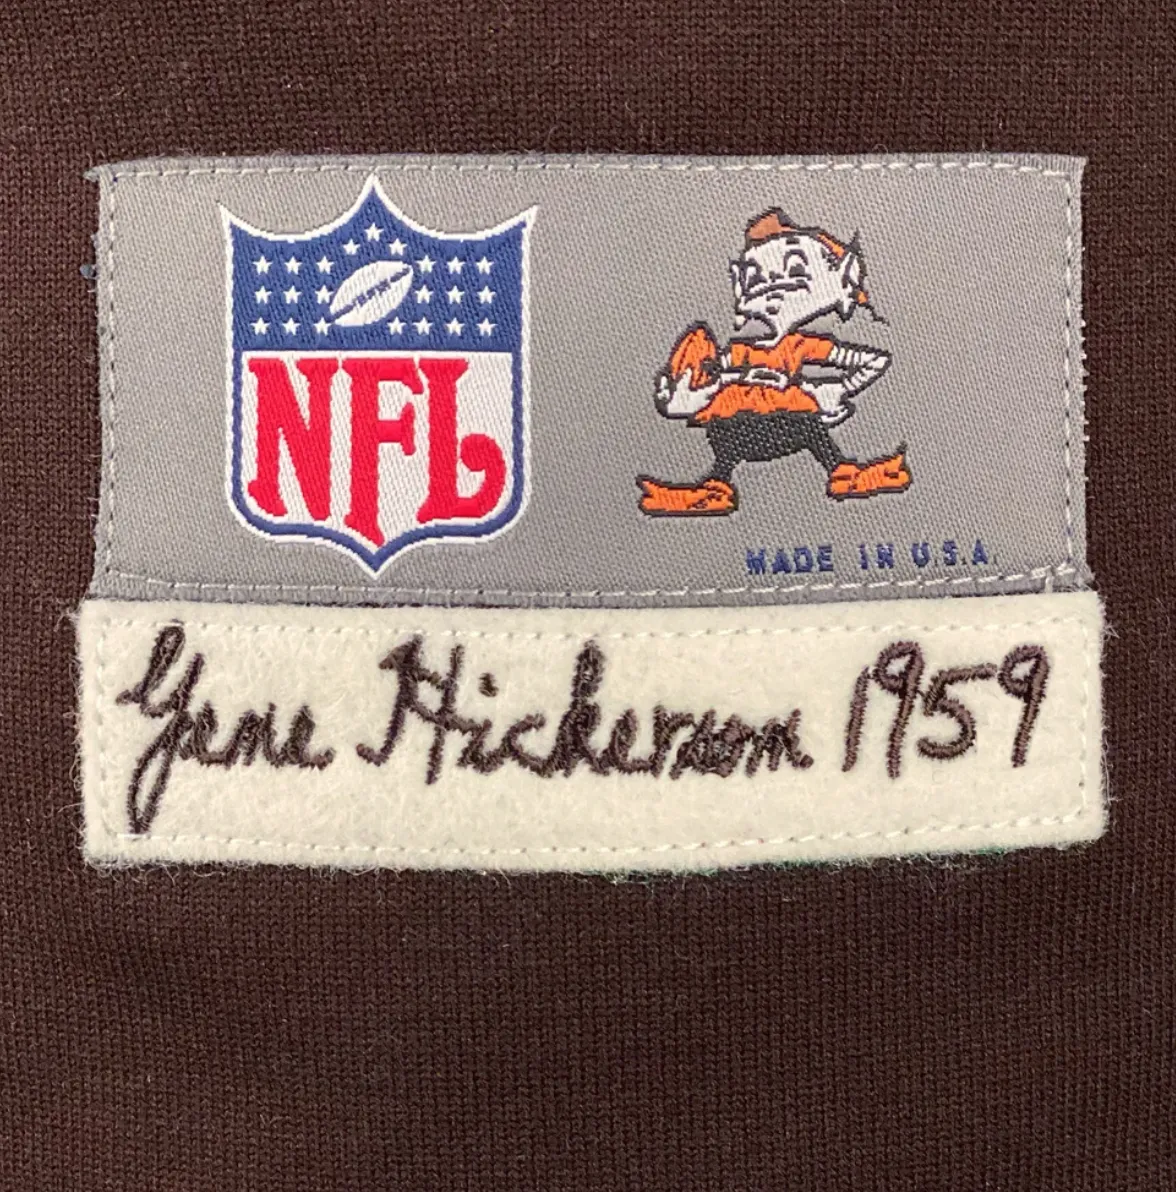 NFL
MADE IN U.S.A.
Gene Hickerson 1959